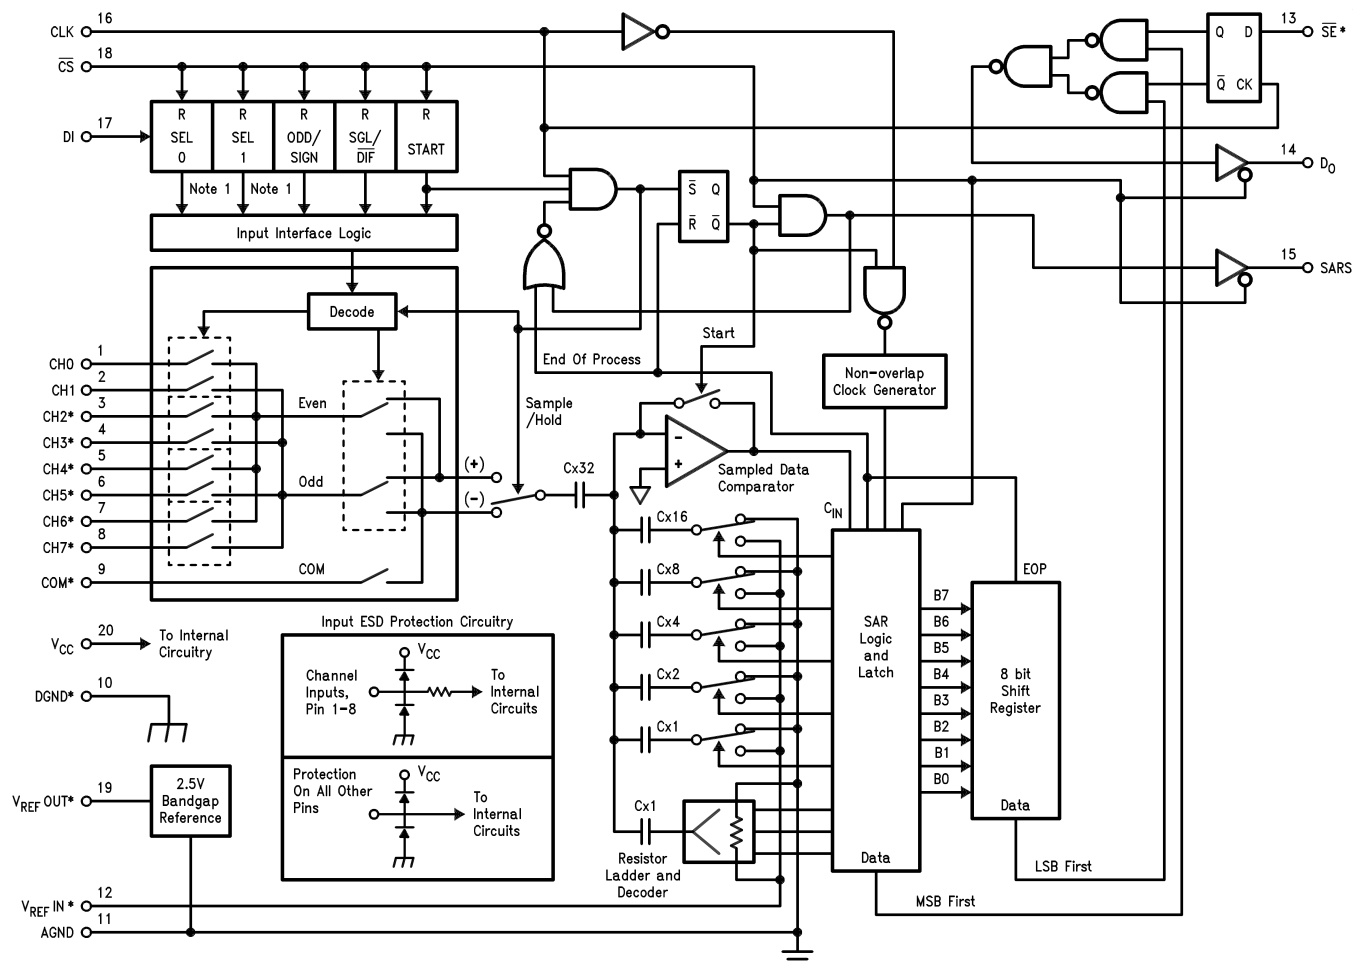 CLK 16
CS 18
DI 17
R R R R R
SEL 0
SEL 1
ODD/ SIGN
SGL/ DIF
START
Note 1 Note 1
Input Interface Logic
Decode
CH0 1
CH1 2
CH2* 3
CH3* 4
CH4* 5
CH5* 6
CH6* 7
CH7* 8
COM* 9
Even
Odd
COM
(+)
(-)
Sample
/Hold
Cx32
End Of Process
Start
S Q
R Q
Q D
Q CK
13 SE*
14 DO
15 SARS
Non-overlap
Clock Generator
-
+
Sampled Data
Comparator
CIN
Cx16
Cx8
Cx4
Cx2
Cx1
Cx1
Resistor
Ladder and
Decoder
SAR
Logic
and
Latch
Data
EOP
B7
B6
B5
B4
B3
B2
B1
B0
8 bit
Shift
Register
Data
LSB First
MSB First
VCC 20
To Internal
Circuitry
DGND* 10
VREF OUT* 19
2.5V
Bandgap
Reference
VREF IN* 12
AGND 11
Input ESD Protection Circuitry
VCC
Channel
Inputs,
Pin 1-8
To
Internal
Circuits
VCC
Protection
On All Other
Pins
To
Internal
Circuits